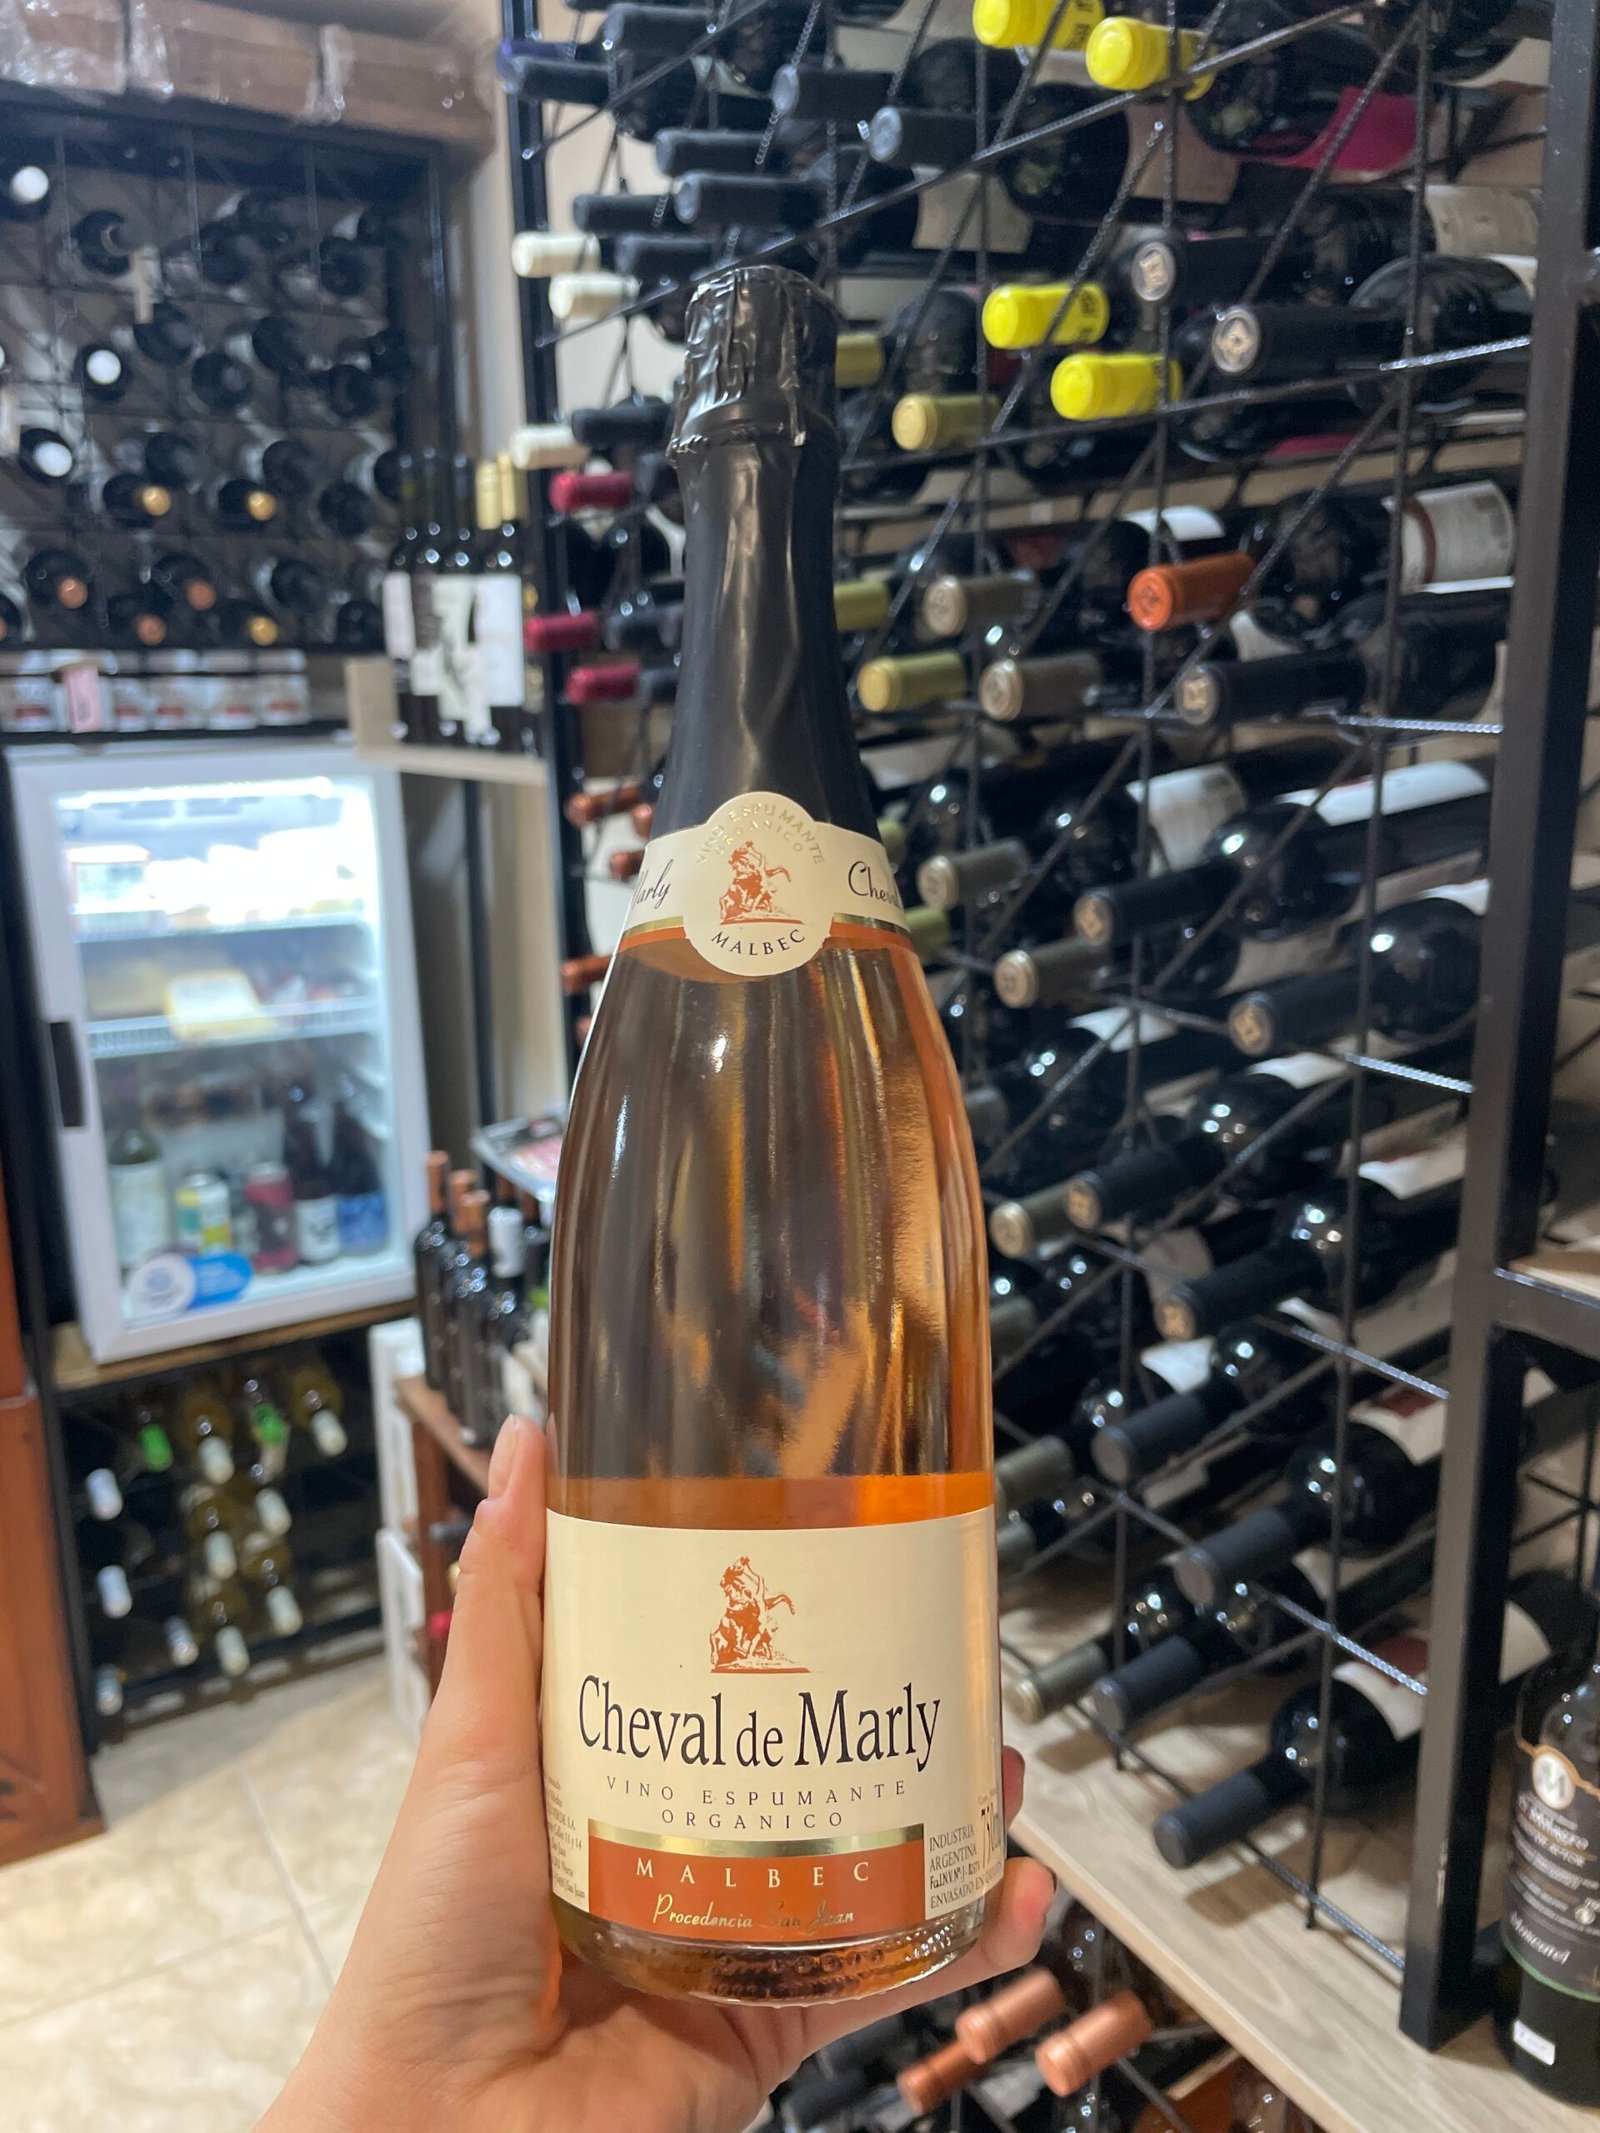 VINO ESPUMANTE
ORGANICO
arly
Cheval
MALBEC
Cheval de Marly
VINO ESPUMANTE
ORGANICO
MALBEC
Procedencia San Juan
INDUSTRIA
ARGENTINA
ENVASADO EN